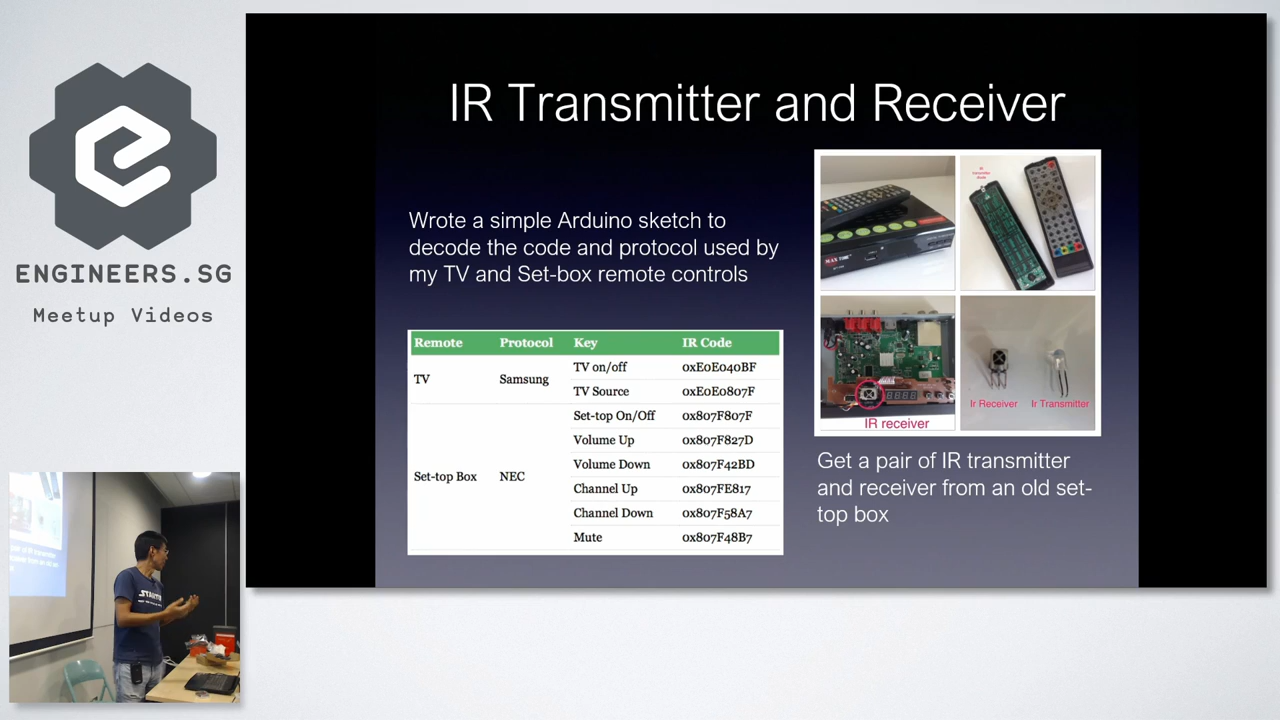 ENGINEERS.SG
Meetup Videos
IR Transmitter and Receiver
Wrote a simple Arduino sketch to
decode the code and protocol used by
my TV and Set-box remote controls
Remote Protocol Key IR Code
TV Samsung TV on/off 0xE0E040BF
TV Source 0xE0E0807F
Set-top Box NEC Set-top On/Off 0x807F807F
Volume Up 0x807F827D
Volume Down 0x807F42BD
Channel Up 0x807FE817
Channel Down 0x807F58A7
Mute 0x807F48B7
IR
transmitter
diode
IR receiver
Ir Receiver Ir Transmitter
Get a pair of IR transmitter
and receiver from an old set-
top box